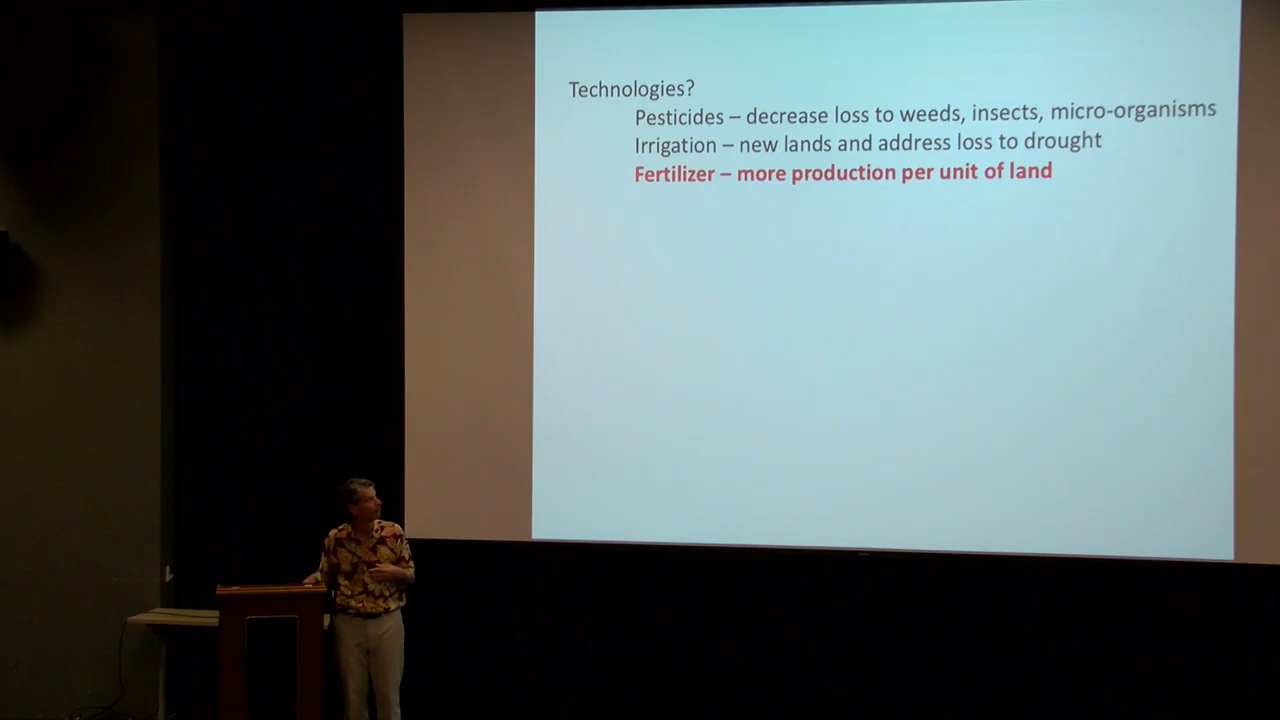 Technologies?
Pesticides – decrease loss to weeds, insects, micro-organisms
Irrigation – new lands and address loss to drought
Fertilizer – more production per unit of land